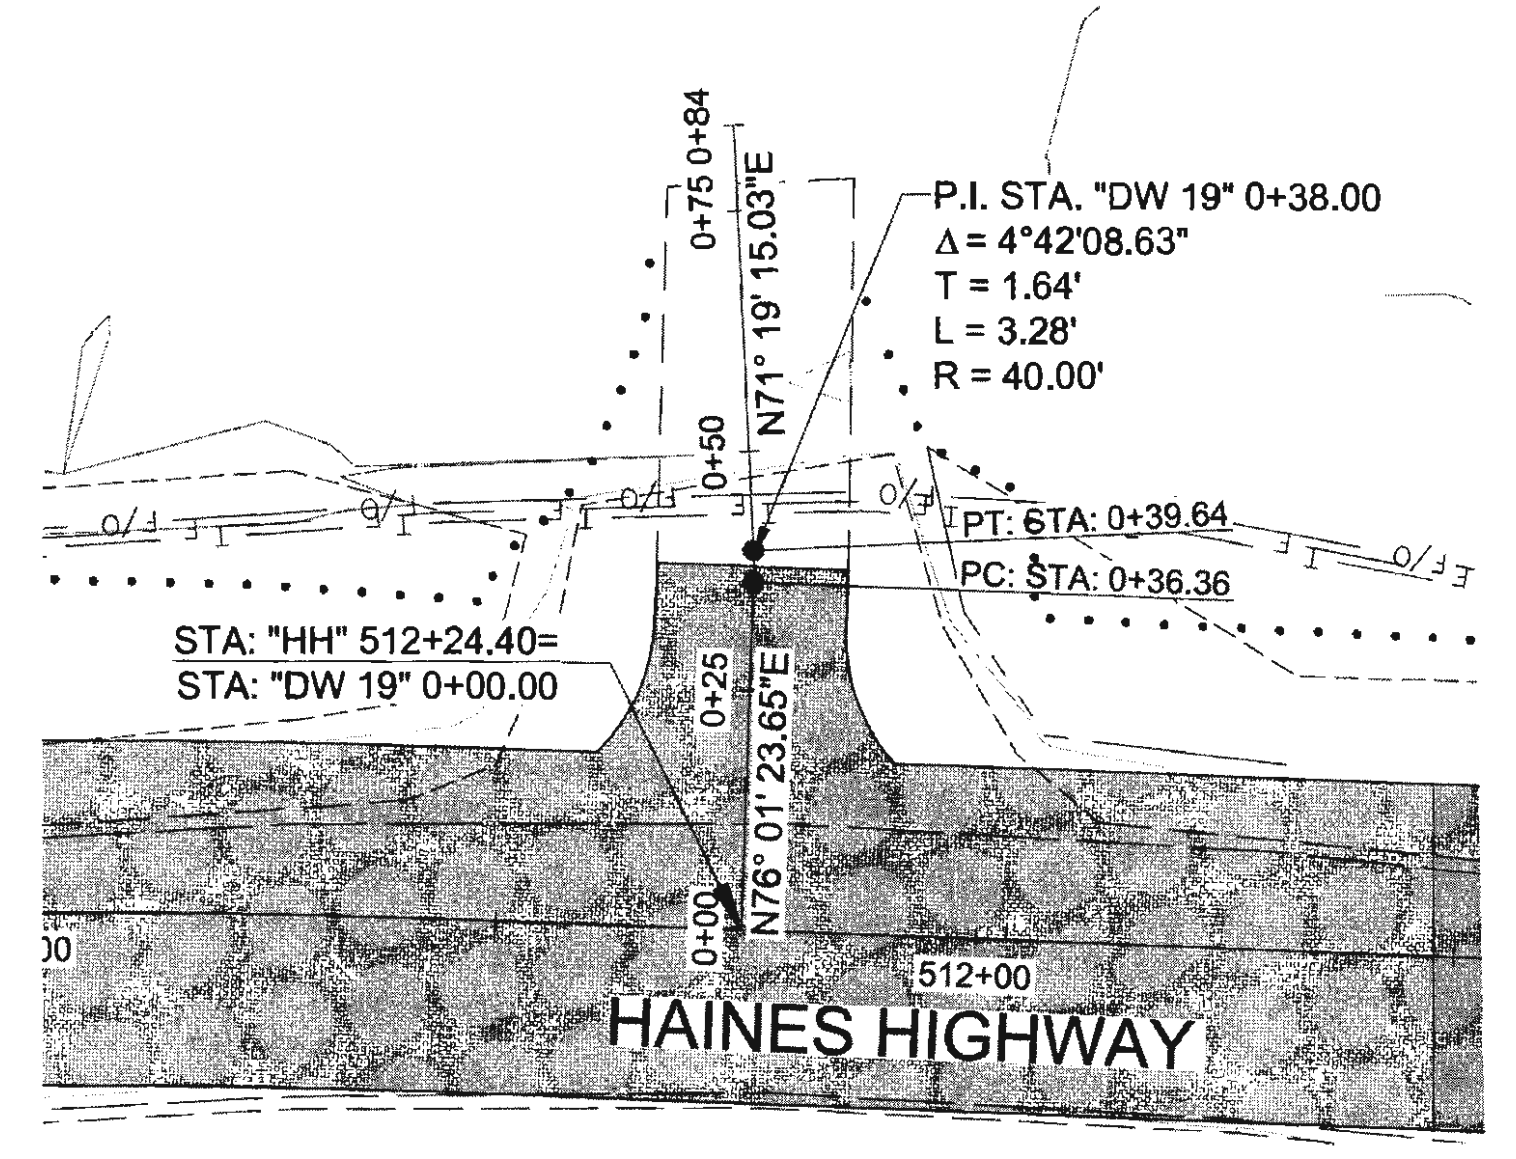 0+84
0+75
N71° 19' 15.03"E
P.I. STA. "DW 19" 0+38.00
Δ = 4°42'08.63"
T = 1.64'
L = 3.28'
R = 40.00'
0+50
F/O
F/O
F/O
F/O
F/O
E
T
E
T
E
T
E
T
E
T
E
PT: STA: 0+39.64
PC: STA: 0+36.36
STA: "HH" 512+24.40=
STA: "DW 19" 0+00.00
0+25
N76° 01' 23.65"E
0+00
00
512+00
HAINES HIGHWAY